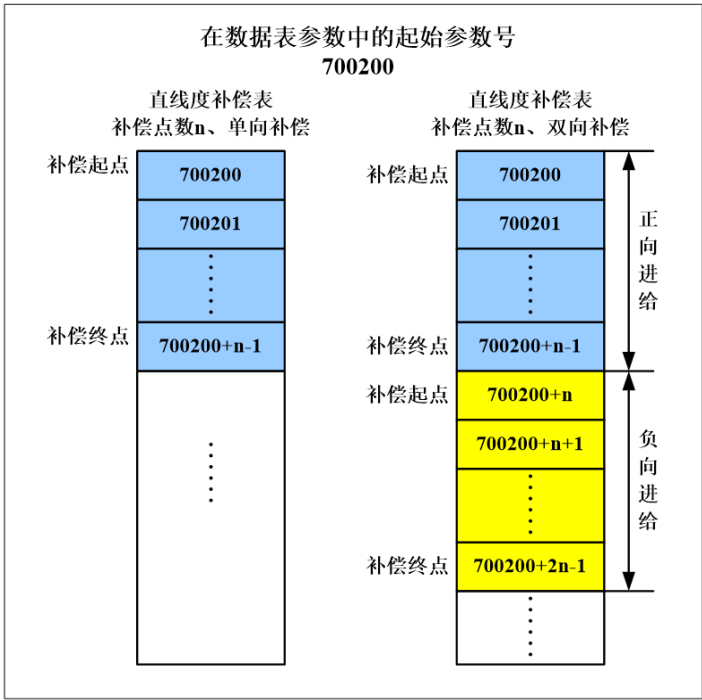 在数据表参数中的起始参数号
700200
直线度补偿表
补偿点数n、单向补偿
补偿起点
700200
700201
补偿终点
700200+n-1
直线度补偿表
补偿点数n、双向补偿
补偿起点
700200
700201
补偿终点
700200+n-1
正向进给
补偿起点
700200+n
700200+n+1
补偿终点
700200+2n-1
负向进给